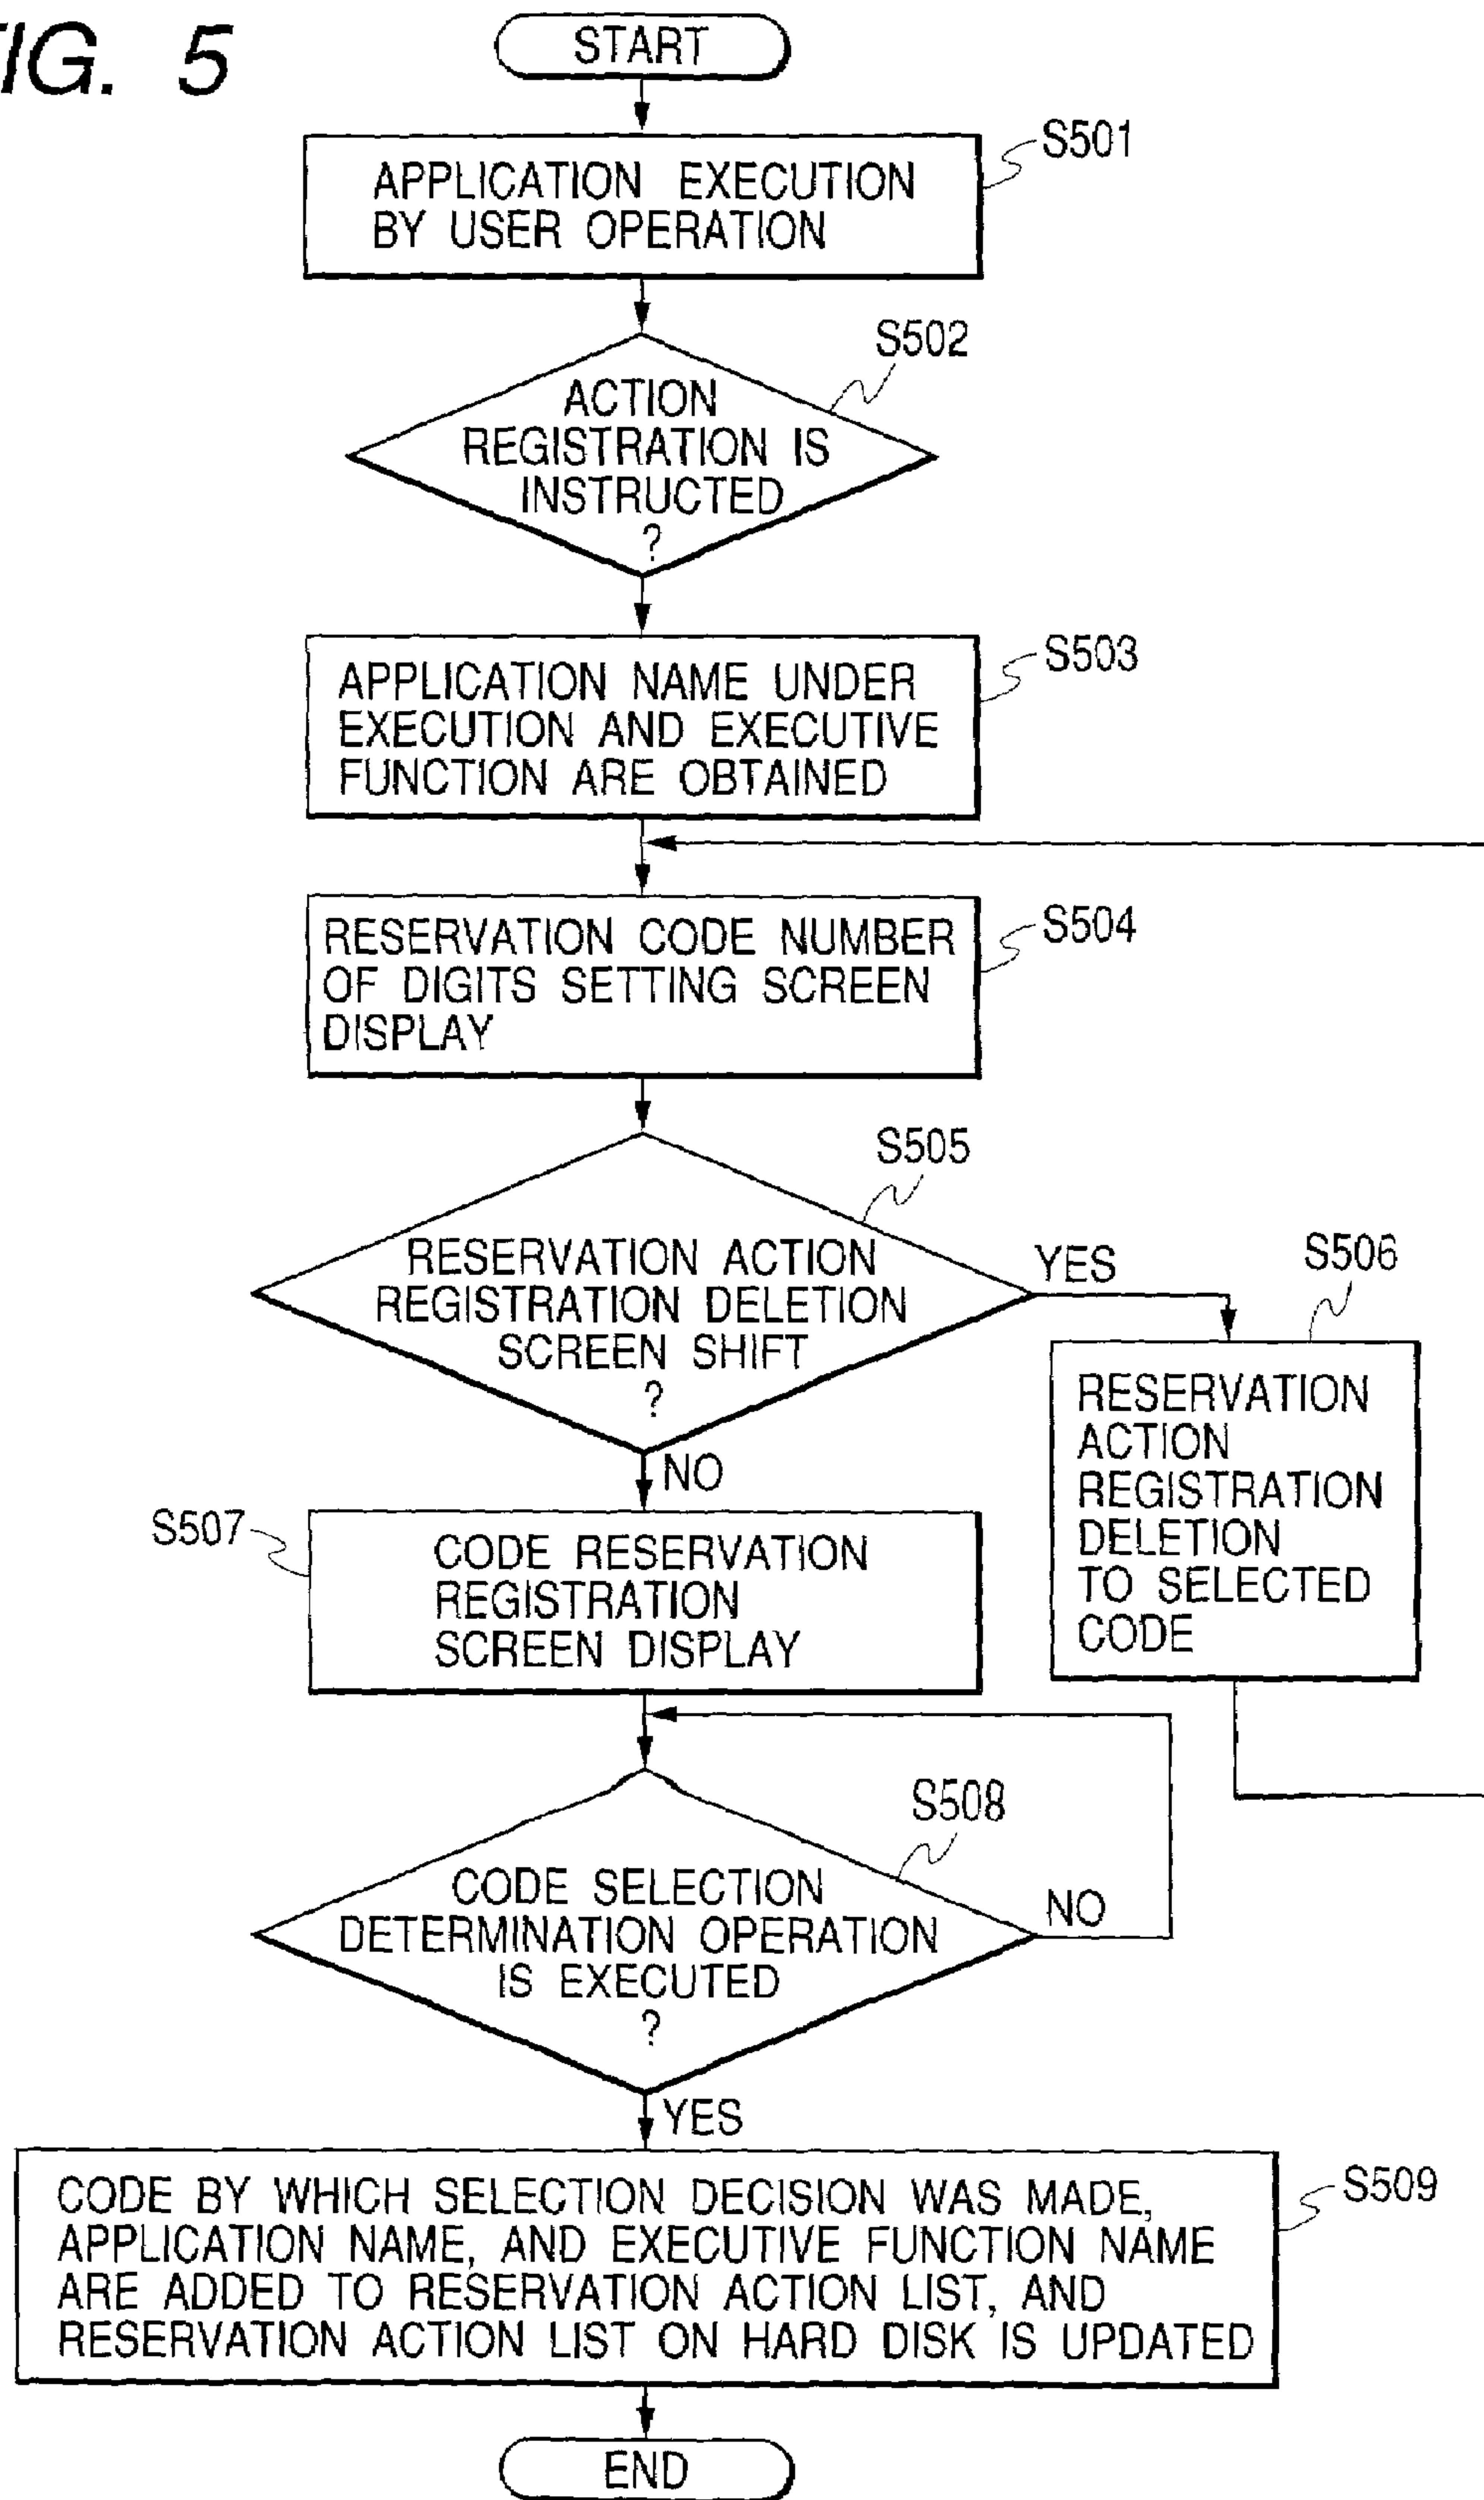 IG. 5
START
S501
APPLICATION EXECUTION
BY USER OPERATION
S502
ACTION
REGISTRATION IS
INSTRUCTED
?
S503
APPLICATION NAME UNDER
EXECUTION AND EXECUTIVE
FUNCTION ARE OBTAINED
S504
RESERVATION CODE NUMBER
OF DIGITS SETTING SCREEN
DISPLAY
S505
RESERVATION ACTION
REGISTRATION DELETION
SCREEN SHIFT
?
YES
S506
RESERVATION
ACTION
REGISTRATION
DELETION
TO SELECTED
CODE
NO
S507
CODE RESERVATION
REGISTRATION
SCREEN DISPLAY
S508
CODE SELECTION
DETERMINATION OPERATION
IS EXECUTED
?
NO
YES
S509
CODE BY WHICH SELECTION DECISION WAS MADE,
APPLICATION NAME, AND EXECUTIVE FUNCTION NAME
ARE ADDED TO RESERVATION ACTION LIST, AND
RESERVATION ACTION LIST ON HARD DISK IS UPDATED
END